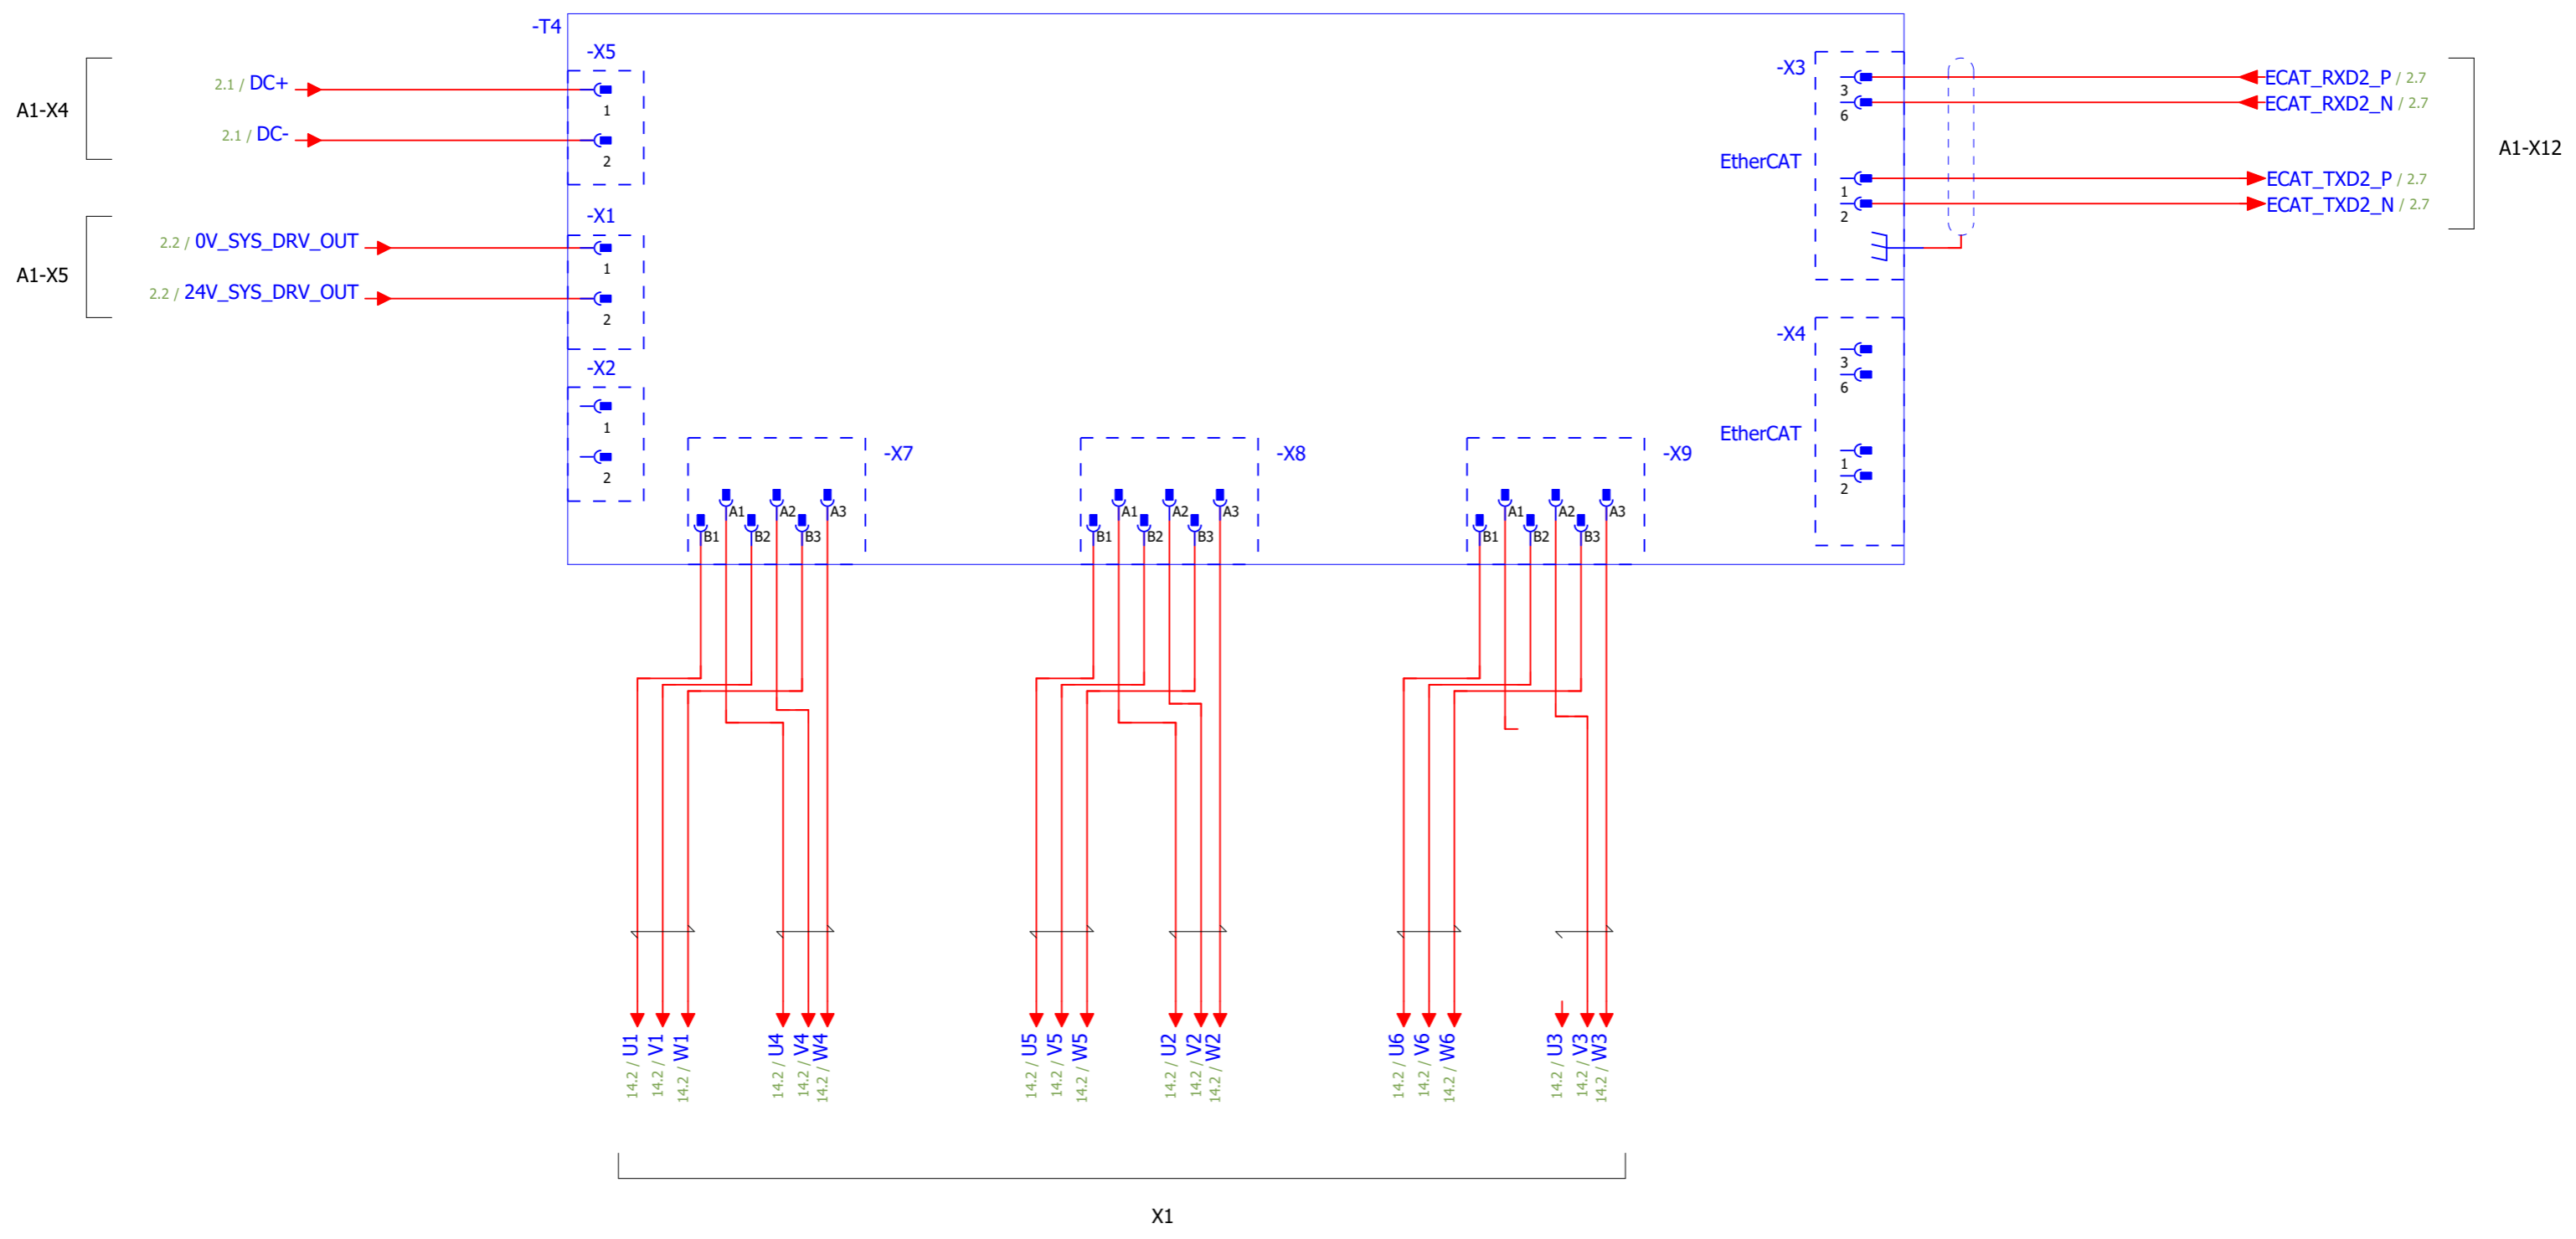 -T4
-X5
2.1 / DC+
1
2.1 / DC-
2
A1-X4
-X1
2.2 / 0V_SYS_DRV_OUT
1
2.2 / 24V_SYS_DRV_OUT
2
A1-X5
-X2
1
2
-X3
3
6
EtherCAT
1
2
ECAT_RXD2_P / 2.7
ECAT_RXD2_N / 2.7
ECAT_TXD2_P / 2.7
ECAT_TXD2_N / 2.7
A1-X12
-X4
3
6
EtherCAT
1
2
-X7
A1 A2 A3
B1 B2 B3
-X8
A1 A2 A3
B1 B2 B3
-X9
A1 A2 A3
B1 B2 B3
14.2 / U1
14.2 / V1
14.2 / W1
14.2 / U4
14.2 / V4
14.2 / W4
14.2 / U5
14.2 / V5
14.2 / W5
14.2 / U2
14.2 / V2
14.2 / W2
14.2 / U6
14.2 / V6
14.2 / W6
14.2 / U3
14.2 / V3
14.2 / W3
X1